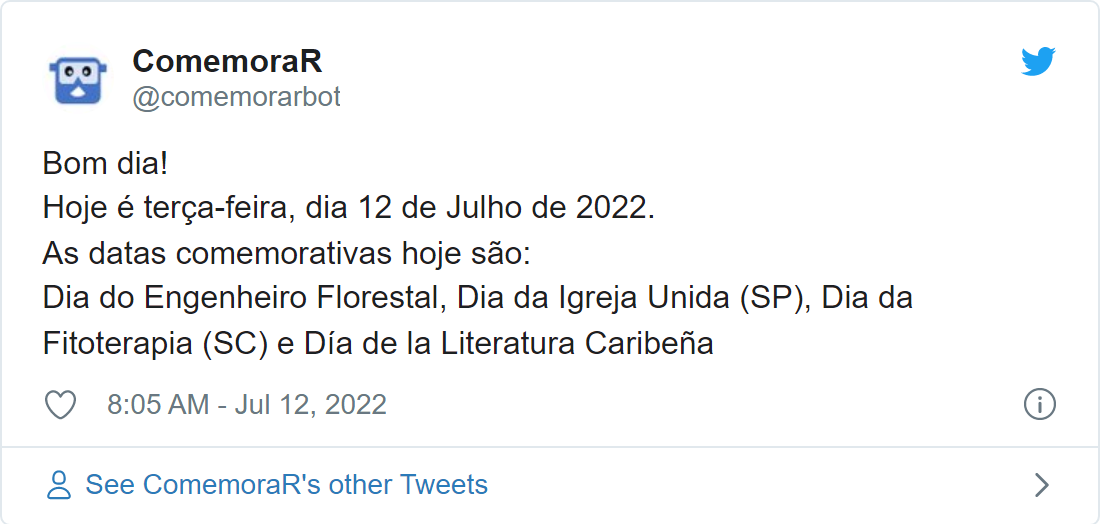 ComemoraR
@comemorarbot
Bom dia!
Hoje é terça-feira, dia 12 de Julho de 2022.
As datas comemorativas hoje são:
Dia do Engenheiro Florestal, Dia da Igreja Unida (SP), Dia da
Fitoterapia (SC) e Día de la Literatura Caribeña
8:05 AM - Jul 12, 2022
See ComemoraR's other Tweets